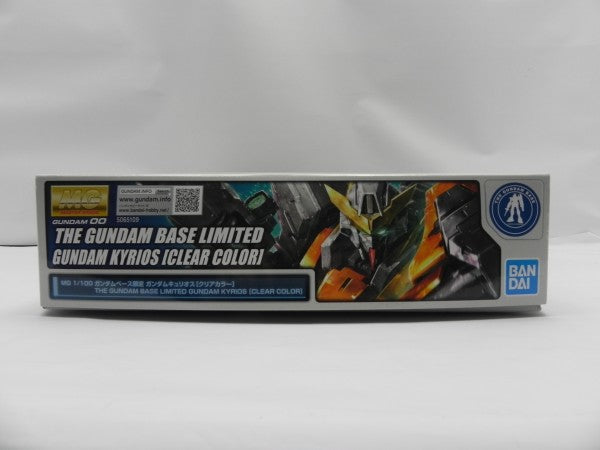 MG
GUNDAM 00
GUNDAM.INFO
www.gundam.info
www.bandai-hobby.net/
5065109
THE GUNDAM BASE LIMITED
GUNDAM KYRIOS [CLEAR COLOR]
MG 1/100 ガンダムベース限定 ガンダムキュリオス[クリアカラー]
THE GUNDAM BASE LIMITED GUNDAM KYRIOS [CLEAR COLOR]
THE GUNDAM BASE
BAN
DAI